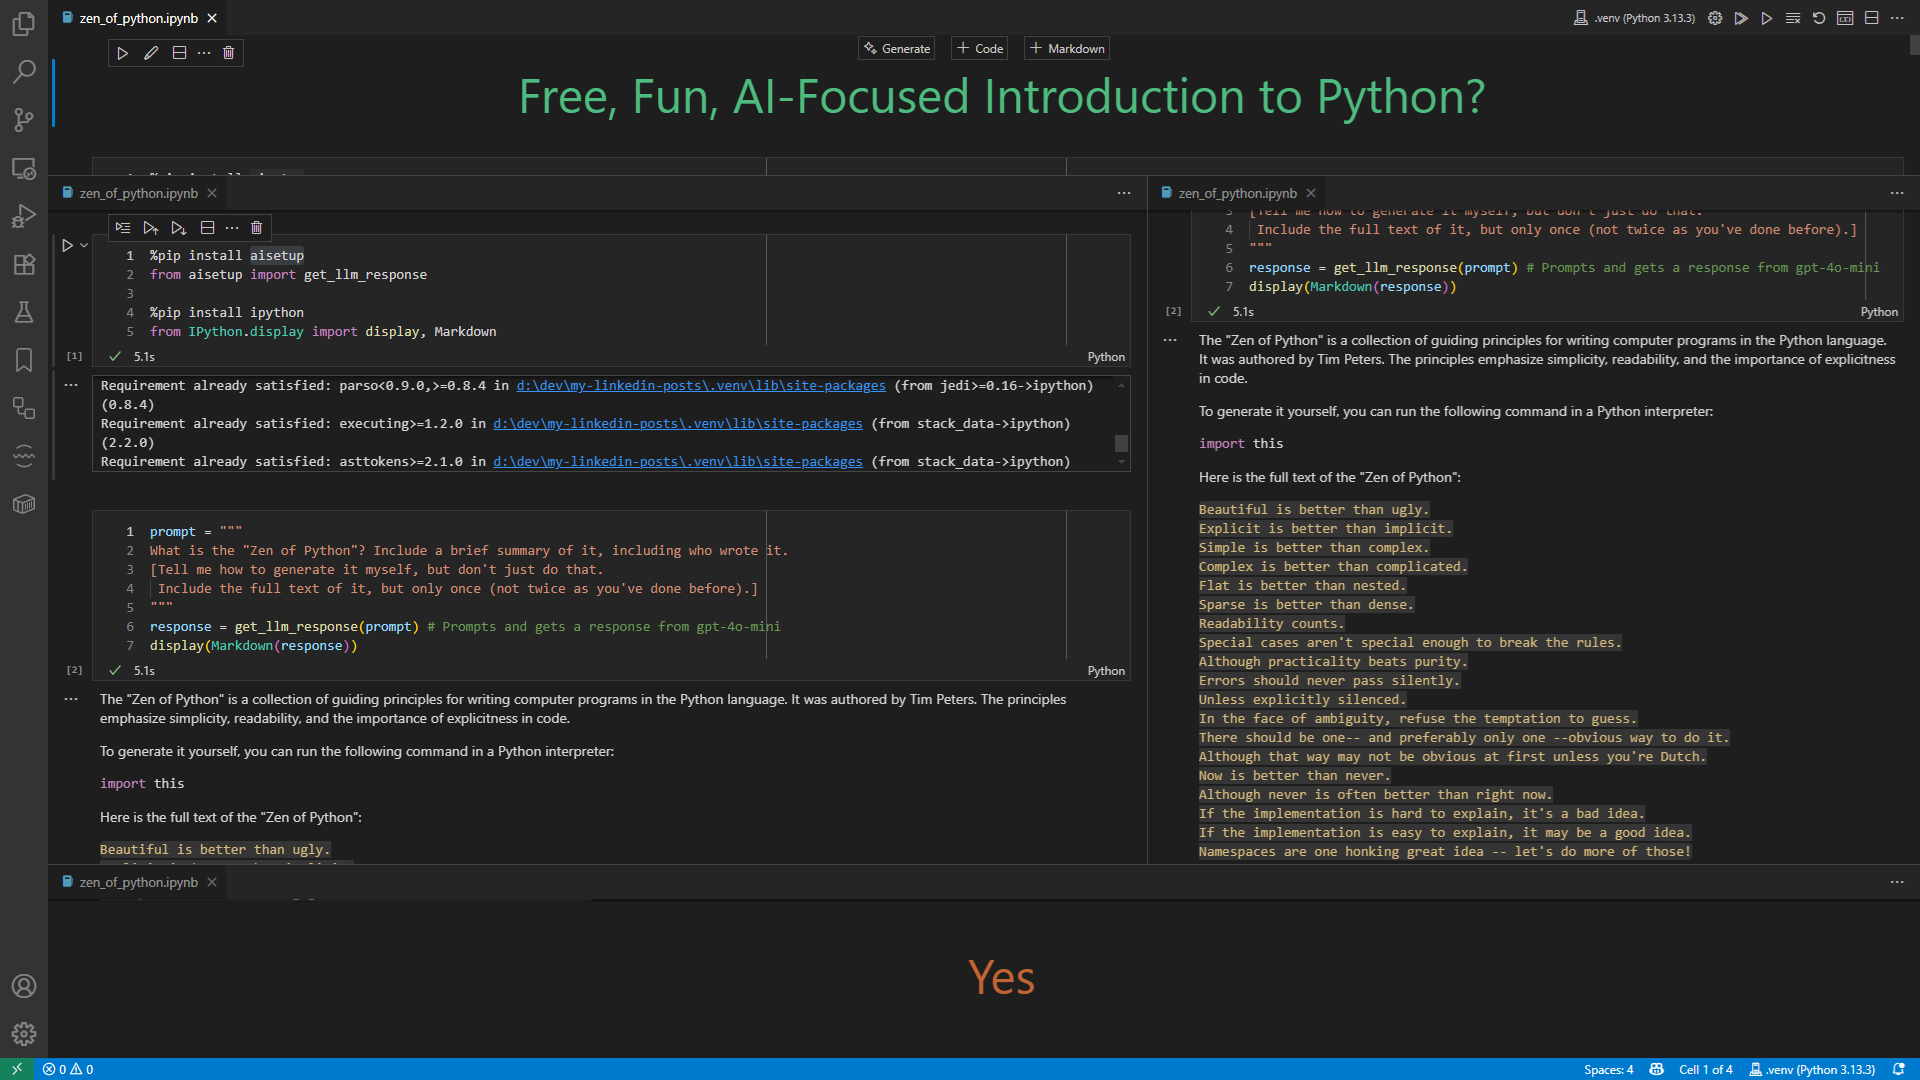 zen_of_python.ipynb
.venv (Python 3.13.3)
Generate
Code
Markdown
Free, Fun, AI-Focused Introduction to Python?
zen_of_python.ipynb
1 %pip install aisetup
2 from aisetup import get_llm_response
3
4 %pip install ipython
5 from IPython.display import display, Markdown
[1] 5.1s Python
Requirement already satisfied: parso<0.9.0,>=0.8.4 in d:\dev\my-linkedin-posts\.venv\lib\site-packages (from jedi>=0.16->ipython)
(0.8.4)
Requirement already satisfied: executing>=1.2.0 in d:\dev\my-linkedin-posts\.venv\lib\site-packages (from stack_data->ipython)
(2.2.0)
Requirement already satisfied: asttokens>=2.1.0 in d:\dev\my-linkedin-posts\.venv\lib\site-packages (from stack_data->ipython)
1 prompt = """
2 What is the "Zen of Python"? Include a brief summary of it, including who wrote it.
3 [Tell me how to generate it myself, but don't just do that.
4 Include the full text of it, but only once (not twice as you've done before).]
5 """
6 response = get_llm_response(prompt) # Prompts and gets a response from gpt-4o-mini
7 display(Markdown(response))
[2] 5.1s Python
The "Zen of Python" is a collection of guiding principles for writing computer programs in the Python language. It was authored by Tim Peters. The principles
emphasize simplicity, readability, and the importance of explicitness in code.
To generate it yourself, you can run the following command in a Python interpreter:
import this
Here is the full text of the "Zen of Python":
Beautiful is better than ugly.
zen_of_python.ipynb
3 [Tell me how to generate it myself, but don't just do that.
4 Include the full text of it, but only once (not twice as you've done before).]
5 """
6 response = get_llm_response(prompt) # Prompts and gets a response from gpt-4o-mini
7 display(Markdown(response))
[2] 5.1s Python
The "Zen of Python" is a collection of guiding principles for writing computer programs in the Python language.
It was authored by Tim Peters. The principles emphasize simplicity, readability, and the importance of explicitness
in code.
To generate it yourself, you can run the following command in a Python interpreter:
import this
Here is the full text of the "Zen of Python":
Beautiful is better than ugly.
Explicit is better than implicit.
Simple is better than complex.
Complex is better than complicated.
Flat is better than nested.
Sparse is better than dense.
Readability counts.
Special cases aren't special enough to break the rules.
Although practicality beats purity.
Errors should never pass silently.
Unless explicitly silenced.
In the face of ambiguity, refuse the temptation to guess.
There should be one-- and preferably only one --obvious way to do it.
Although that way may not be obvious at first unless you're Dutch.
Now is better than never.
Although never is often better than right now.
If the implementation is hard to explain, it's a bad idea.
If the implementation is easy to explain, it may be a good idea.
Namespaces are one honking great idea -- let's do more of those!
zen_of_python.ipynb
Yes
0 0
Spaces: 4
Cell 1 of 4
.venv (Python 3.13.3)